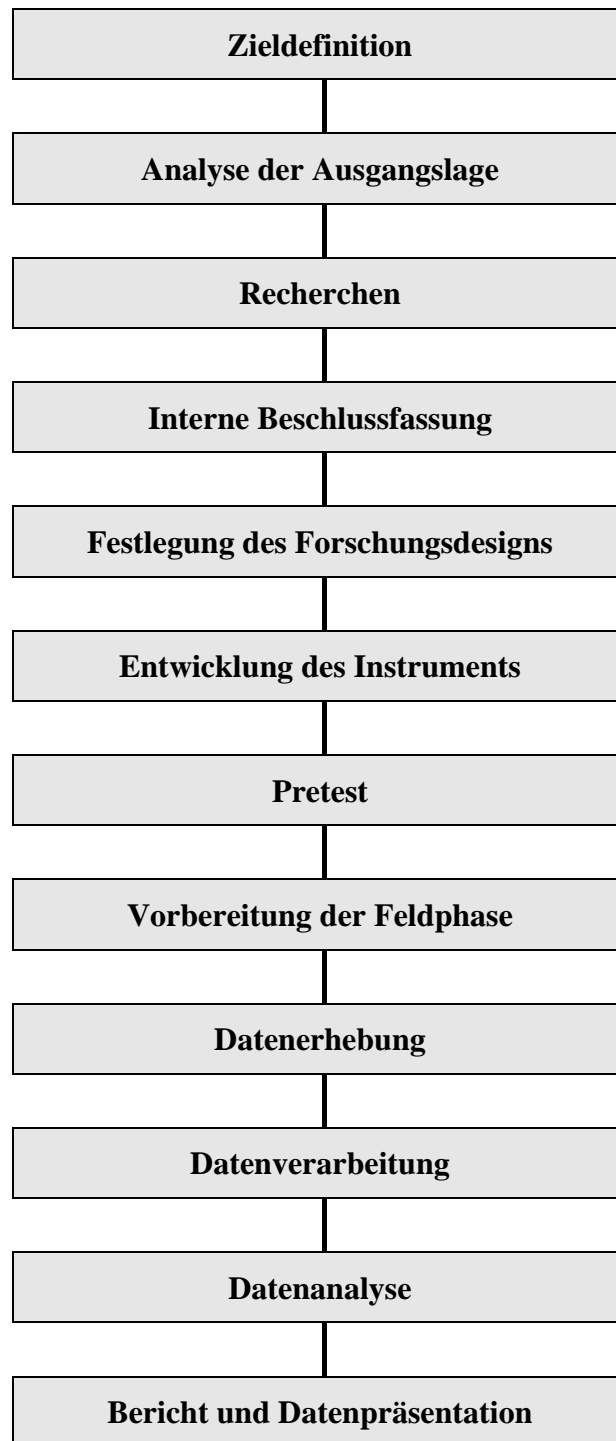 Zieldefinition
Analyse der Ausgangslage
Recherchen
Interne Beschlussfassung
Festlegung des Forschungsdesigns
Entwicklung des Instruments
Pretest
Vorbereitung der Feldphase
Datenerhebung
Datenverarbeitung
Datenanalyse
Bericht und Datenpräsentation